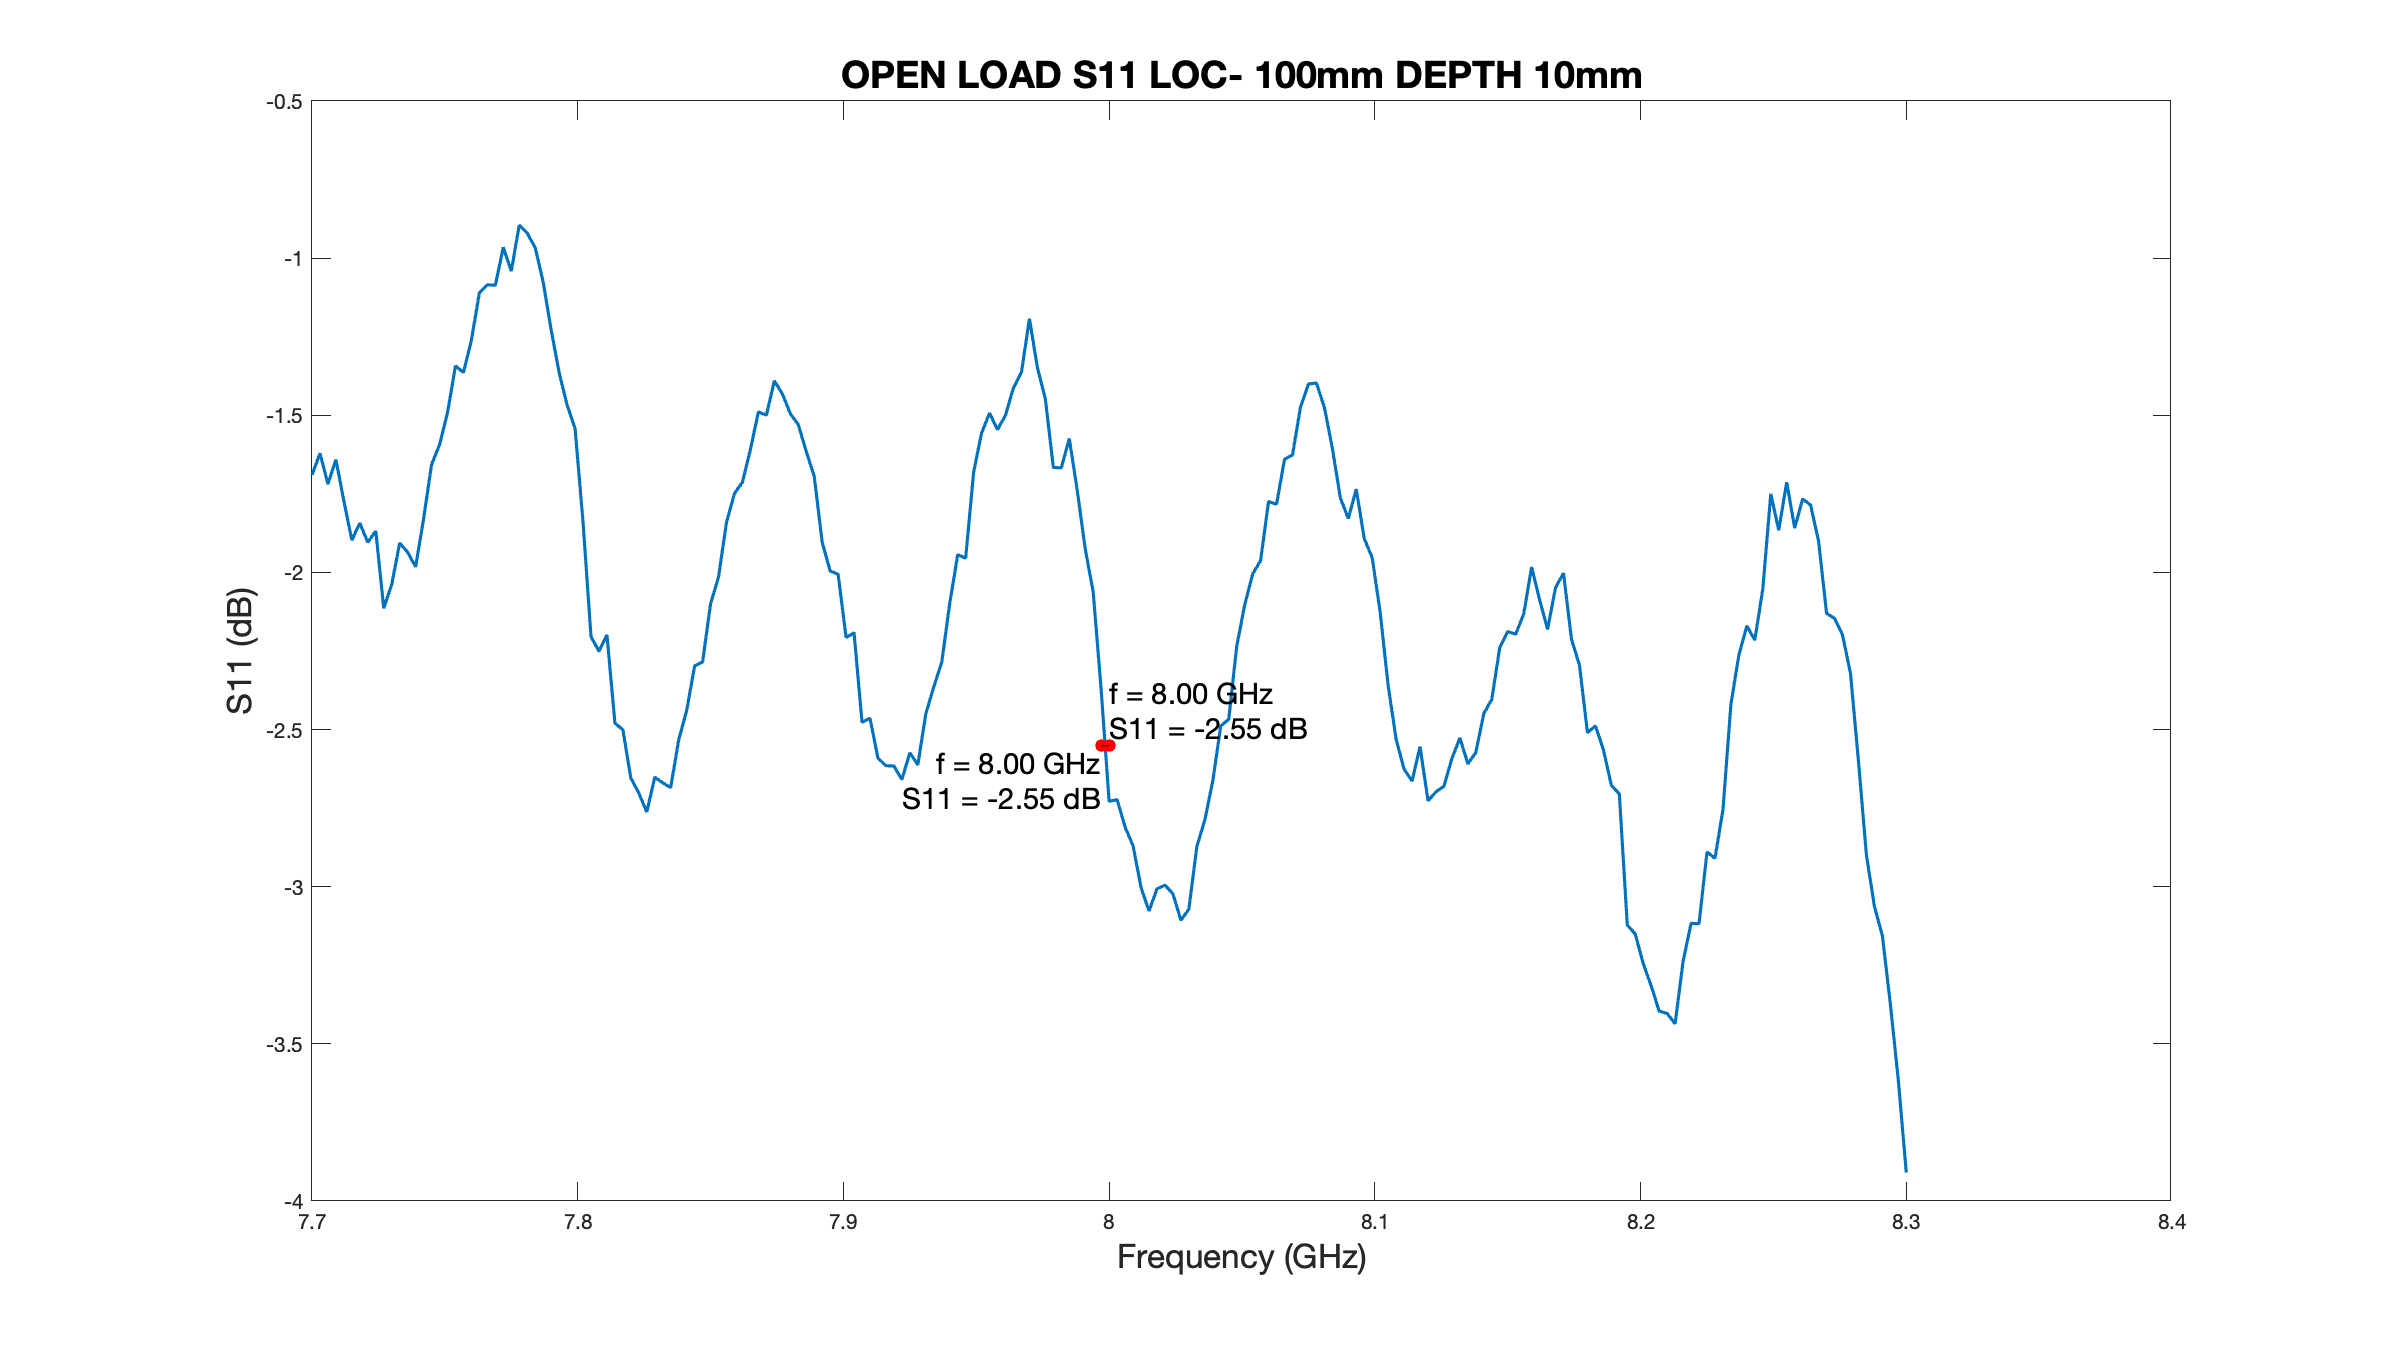 OPEN LOAD S11 LOC- 100mm DEPTH 10mm
-0.5
-1
-1.5
-2
-2.5
-3
-3.5
-4
S11 (dB)
f = 8.00 GHz
S11 = -2.55 dB
f = 8.00 GHz
S11 = -2.55 dB
7.7 7.8 7.9 8 8.1 8.2 8.3 8.4
Frequency (GHz)